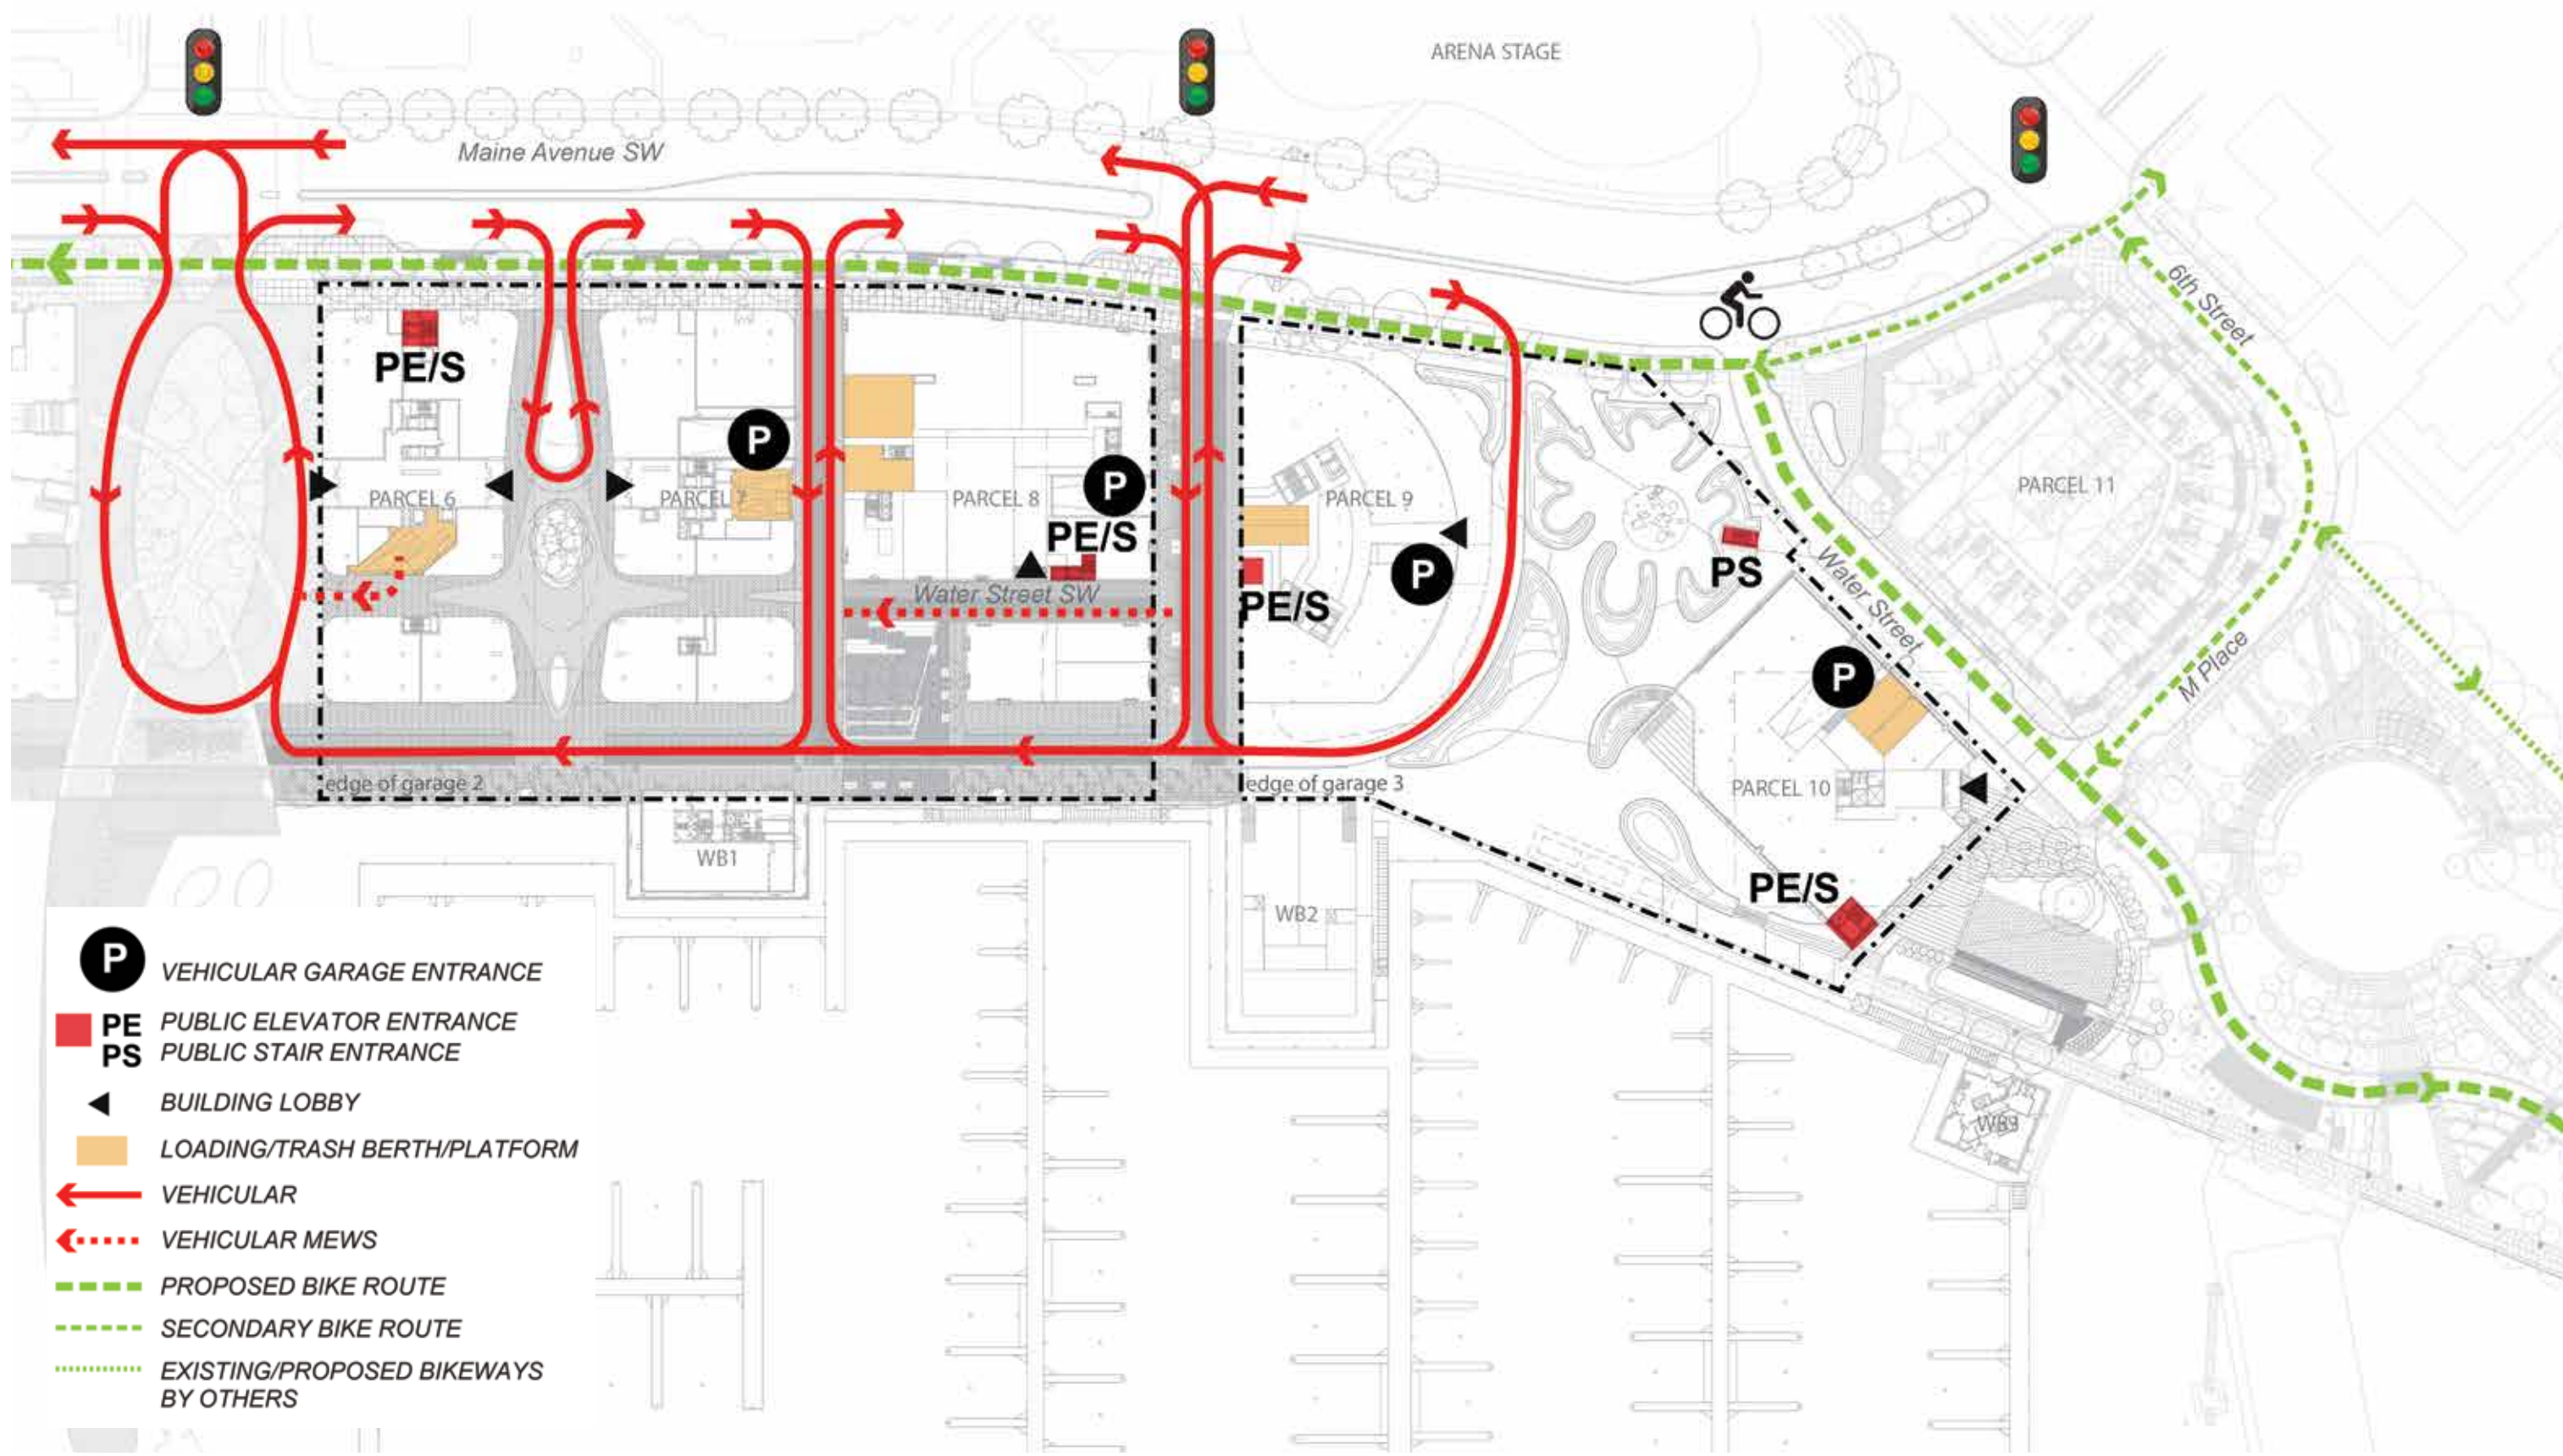 ARENA STAGE
Maine Avenue SW
6th Street
PE/S
P
PARCEL 6
PARCEL 7
PARCEL 8
P
PE/S
Water Street SW
PARCEL 9
P
PE/S
PS
PARCEL 11
Water Street
M Place
P
PARCEL 10
PE/S
edge of garage 2
edge of garage 3
WB1
WB2
WB3
P VEHICULAR GARAGE ENTRANCE
PE PUBLIC ELEVATOR ENTRANCE
PS PUBLIC STAIR ENTRANCE
BUILDING LOBBY
LOADING/TRASH BERTH/PLATFORM
VEHICULAR
VEHICULAR MEWS
PROPOSED BIKE ROUTE
SECONDARY BIKE ROUTE
EXISTING/PROPOSED BIKEWAYS
BY OTHERS